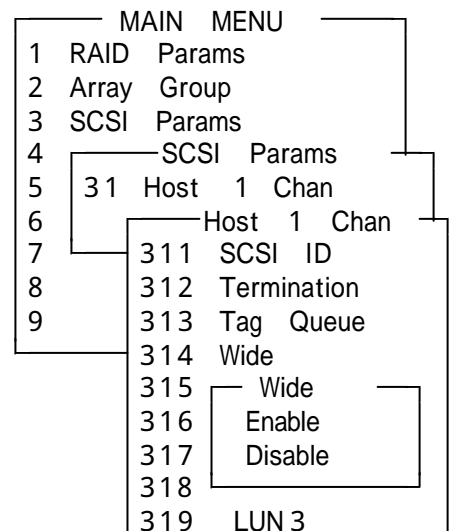 MAIN MENU
1 RAID Params
2 Array Group
3 SCSI Params
4 SCSI Params
5 31 Host 1 Chan
6 Host 1 Chan
7 311 SCSI ID
8 312 Termination
9 313 Tag Queue
314 Wide
315 Wide
316 Enable
317 Disable
318
319 LUN 3